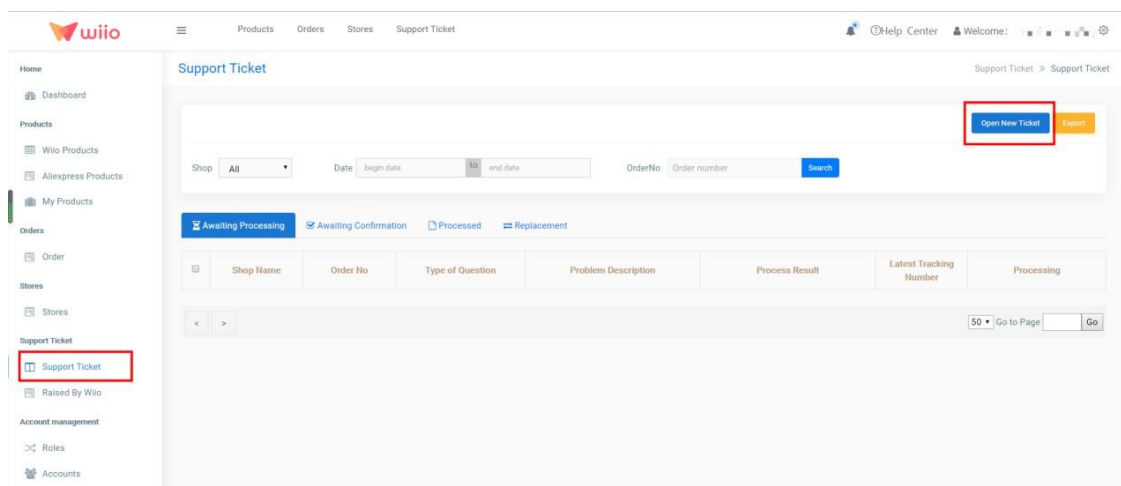 wiio
Products Orders Stores Support Ticket
Help Center Welcome:
Home
Dashboard
Products
Wiio Products
Aliexpress Products
My Products
Orders
Order
Stores
Stores
Support Ticket
Support Ticket
Raised By Wiio
Account management
Roles
Accounts
Support Ticket
Support Ticket » Support Ticket
Open New Ticket Export
Shop All Date begin date to end date OrderNo Order number Search
Awaiting Processing Awaiting Confirmation Processed Replacement
Shop Name Order No Type of Question Problem Description Process Result Latest Tracking Number Processing
< > 50 Go to Page Go